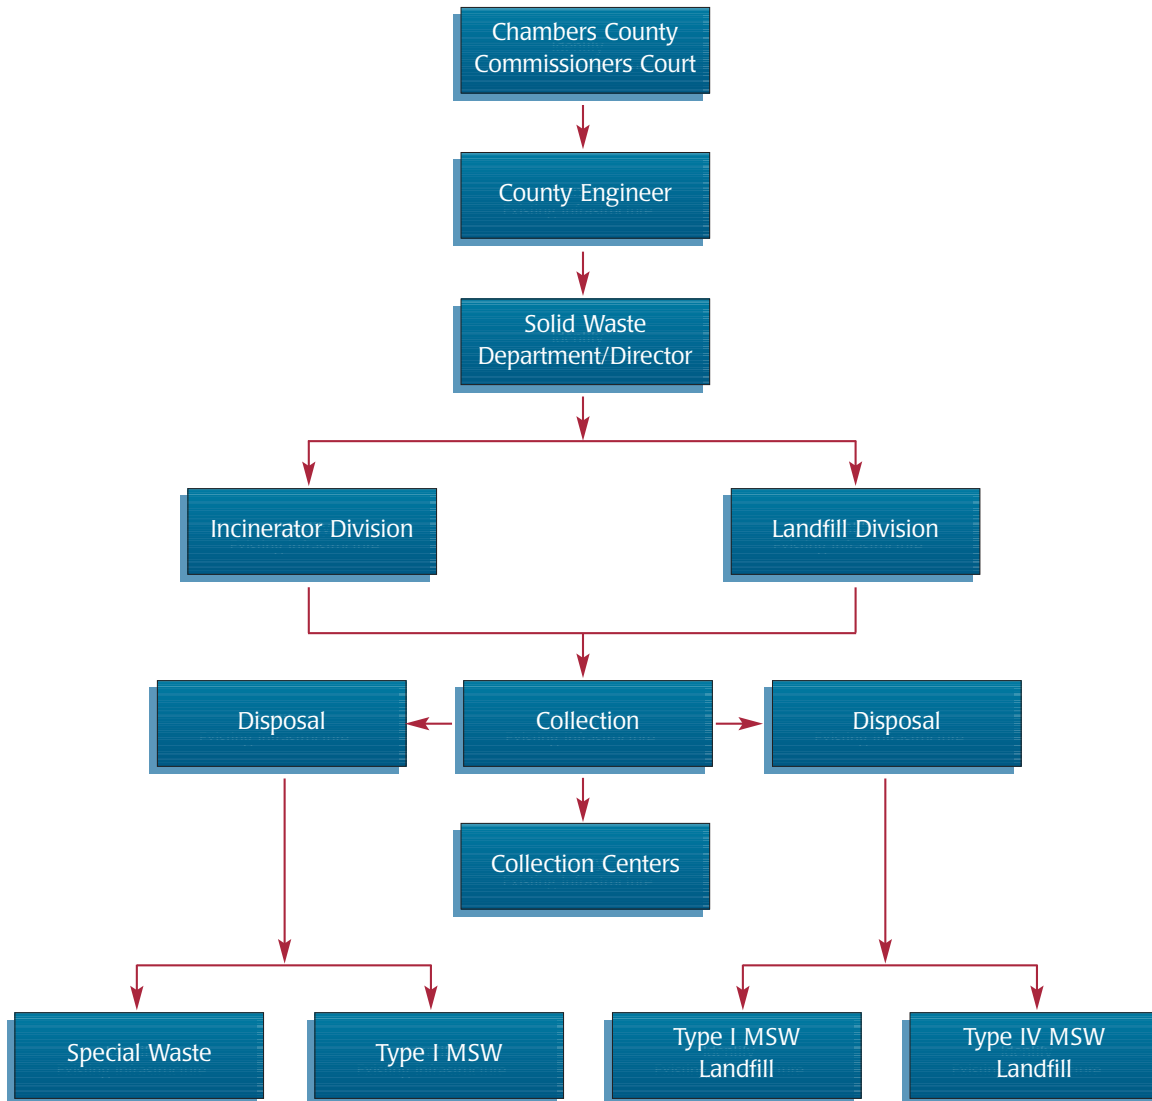 Chambers County
Commissioners Court
County Engineer
Solid Waste
Department/Director
Incinerator Division
Landfill Division
Disposal
Collection
Disposal
Collection Centers
Special Waste
Type I MSW
Type I MSW
Landfill
Type IV MSW
Landfill